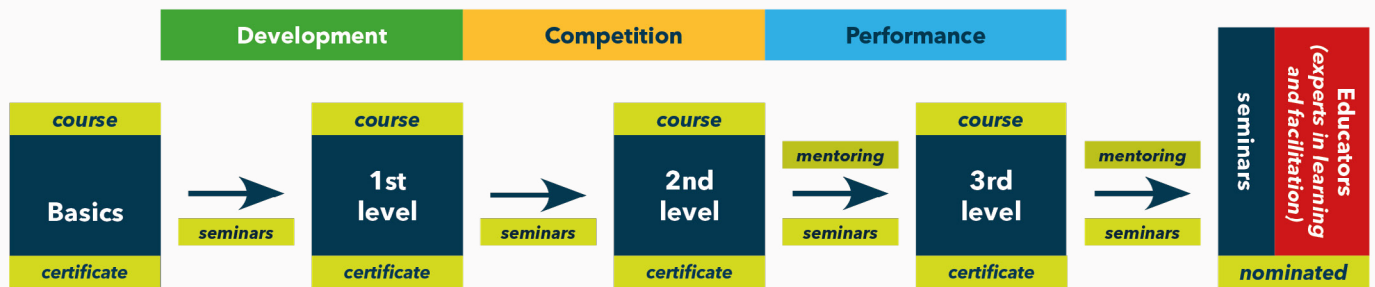 Development
Competition
Performance
course
Basics
certificate
seminars
course
1st
level
certificate
seminars
course
2nd
level
certificate
mentoring
seminars
course
3rd
level
certificate
mentoring
seminars
seminars
Educators
(experts in learning
and facilitation)
nominated